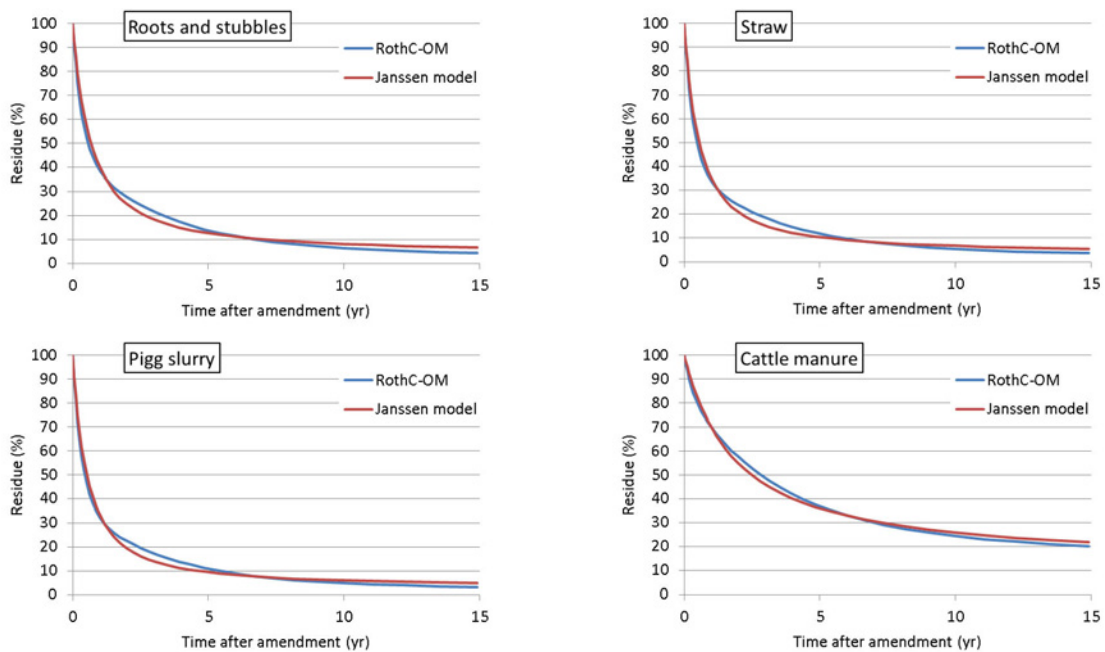 Roots and stubbles
RothC-OM
Janssen model
Residue (%)
100
90
80
70
60
50
40
30
20
10
0
0 5 10 15
Time after amendment (yr)
Straw
RothC-OM
Janssen model
Residue (%)
100
90
80
70
60
50
40
30
20
10
0
0 5 10 15
Time after amendment (yr)
Pigg slurry
RothC-OM
Janssen model
Residue (%)
100
90
80
70
60
50
40
30
20
10
0
0 5 10 15
Time after amendment (yr)
Cattle manure
RothC-OM
Janssen model
Residue (%)
100
90
80
70
60
50
40
30
20
10
0
0 5 10 15
Time after amendment (yr)